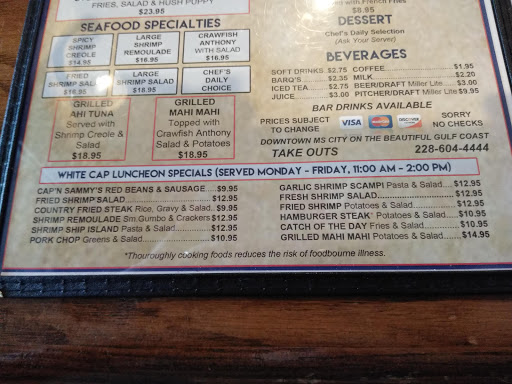 FRIES, SALAD & HUSH PUPPY
$23.95
SEAFOOD SPECIALTIES
SPICY
SHRIMP
CREOLE
$14.95
LARGE
SHRIMP
REMOULADE
$16.95
CRAWFISH
ANTHONY
WITH SALAD
$16.95
FRIED
SHRIMP SALAD
$16.95
LARGE
SHRIMP SALAD
$18.95
CHEF'S
DAILY
CHOICE
GRILLED
AHI TUNA
Served with
Shrimp Creole &
Salad
$18.95
GRILLED
MAHI MAHI
Topped with
Crawfish Anthony
Salad & Potatoes
$18.95
with French Fries
$8.95
DESSERT
Chef's Daily Selection
(Ask Your Server)
BEVERAGES
SOFT DRINKS $2.75 COFFEE $1.95
BARQ'S $2.35 MILK $2.20
ICED TEA $2.75 BEER/DRAFT Miller Lite $3.00
JUICE $3.00 PITCHER/DRAFT Miller Lite $9.95
BAR DRINKS AVAILABLE
PRICES SUBJECT
TO CHANGE
VISA MasterCard DISCOVER
SORRY
NO CHECKS
DOWNTOWN MS CITY ON THE BEAUTIFUL GULF COAST
TAKE OUTS 228-604-4444
WHITE CAP LUNCHEON SPECIALS (SERVED MONDAY - FRIDAY, 11:00 AM - 2:00 PM)
CAP'N SAMMY'S RED BEANS & SAUSAGE.....$9.95
FRIED SHRIMP SALAD.....$12.95
COUNTRY FRIED STEAK Rice, Gravy & Salad. $9.95
SHRIMP REMOULADE Sm.Gumbo & Crackers $12.95
SHRIMP SHIP ISLAND Pasta & Salad.....$12.95
PORK CHOP Greens & Salad.....$10.95
GARLIC SHRIMP SCAMPI Pasta & Salad.....$12.95
FRESH SHRIMP SALAD.....$12.95
FRIED SHRIMP Potatoes & Salad.....$12.95
HAMBURGER STEAK* Potatoes & Salad.....$10.95
CATCH OF THE DAY Fries & Salad.....$10.95
GRILLED MAHI MAHI Potatoes & Salad.....$14.95
*Thouroughly cooking foods reduces the risk of foodbourne illness.